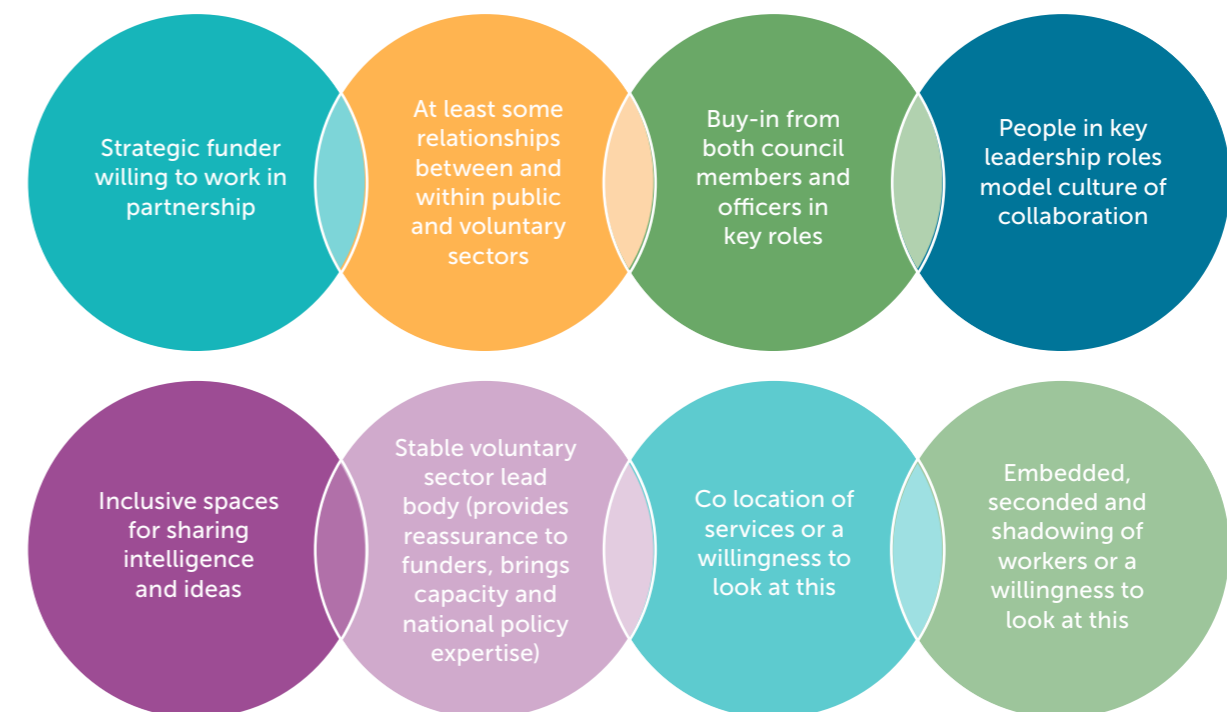 Strategic funder
willing to work in
partnership
At least some
relationships
between and
within public
and voluntary
sectors
Buy-in from
both council
members and
officers in
key roles
People in key
leadership roles
model culture of
collaboration
Inclusive spaces
for sharing
intelligence
and ideas
Stable voluntary
sector lead
body (provides
reassurance to
funders, brings
capacity and
national policy
expertise)
Co location of
services or a
willingness to
look at this
Embedded,
seconded and
shadowing of
workers or a
willingness to
look at this